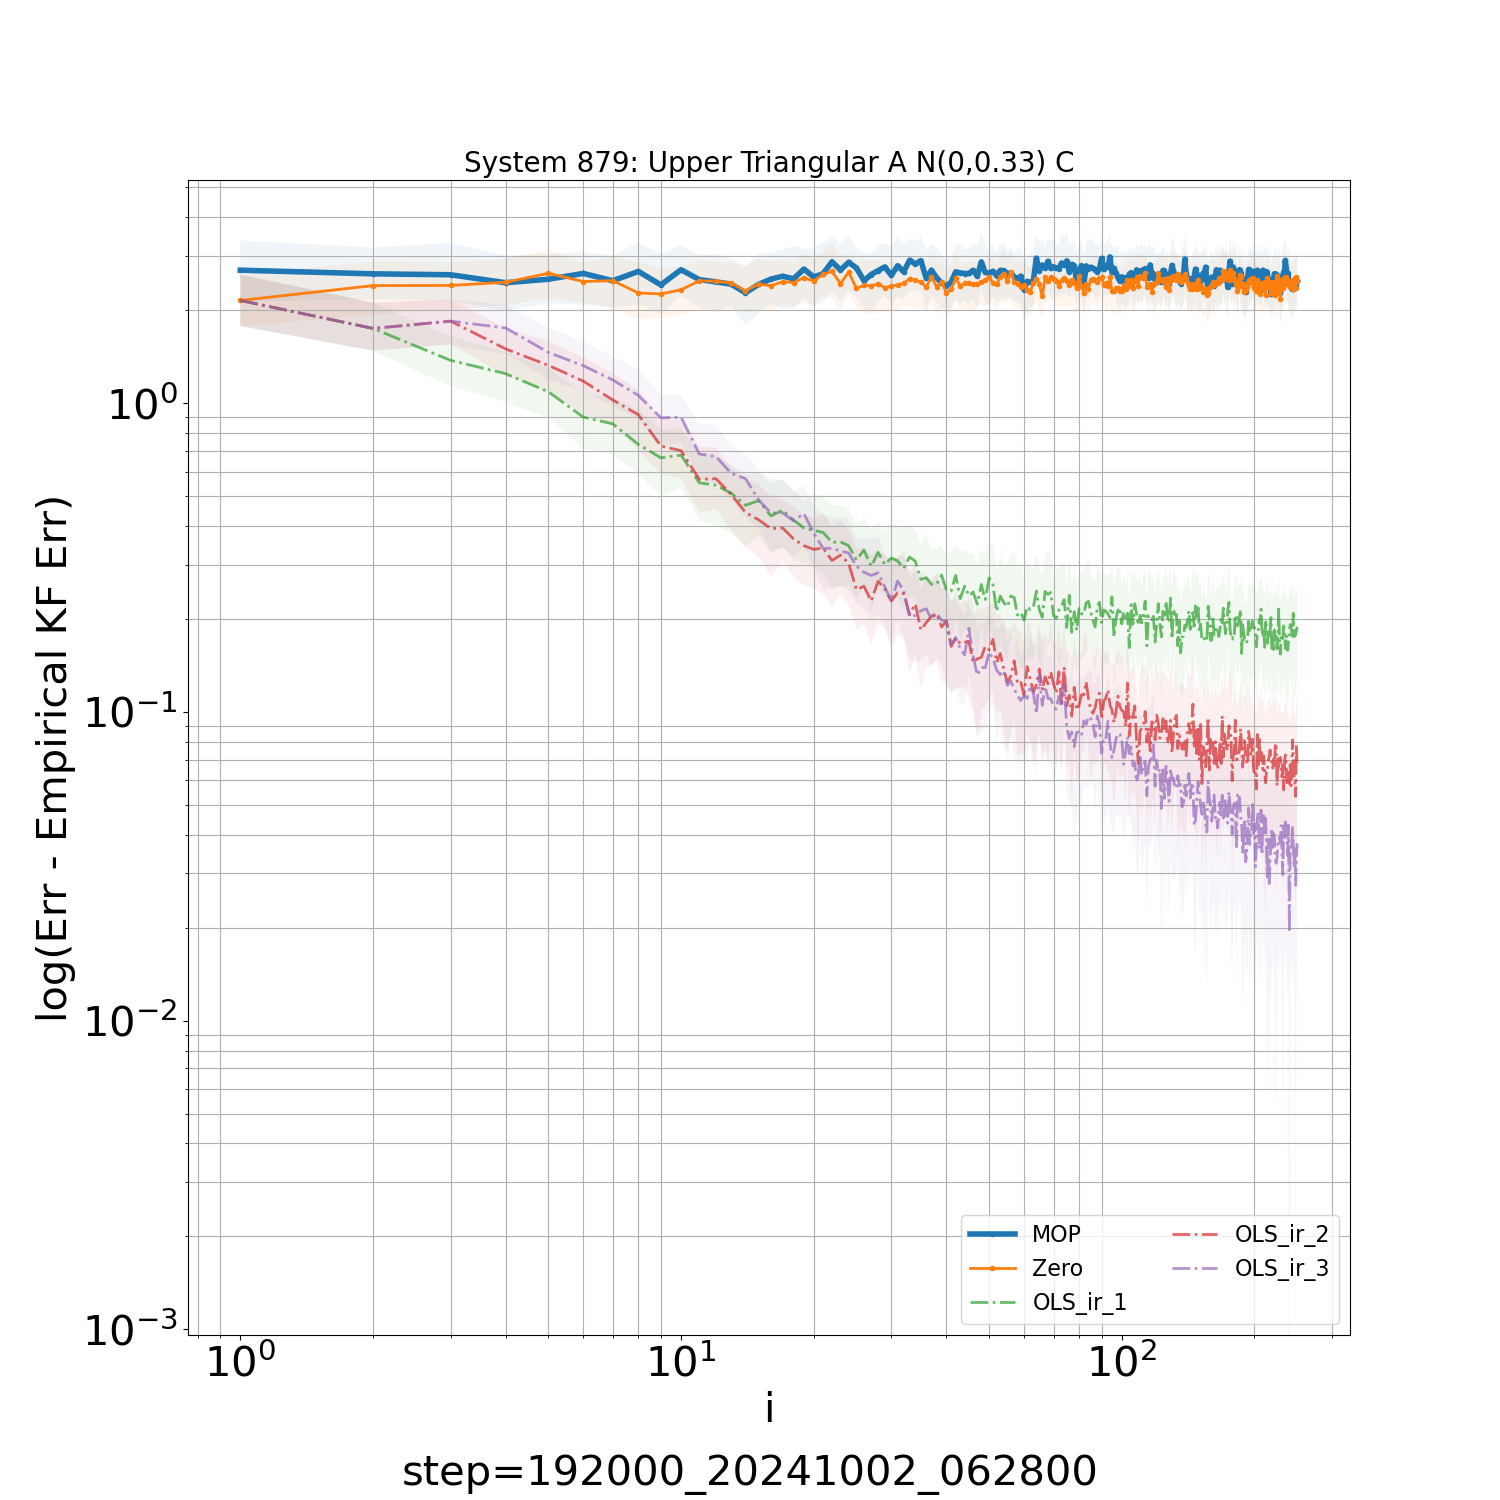 System 879: Upper Triangular A N(0,0.33) C
log(Err - Empirical KF Err)
10^0
10^-1
10^-2
10^-3
10^0 10^1 10^2
MOP
Zero
OLS_ir_1
OLS_ir_2
OLS_ir_3
i
step=192000_20241002_062800